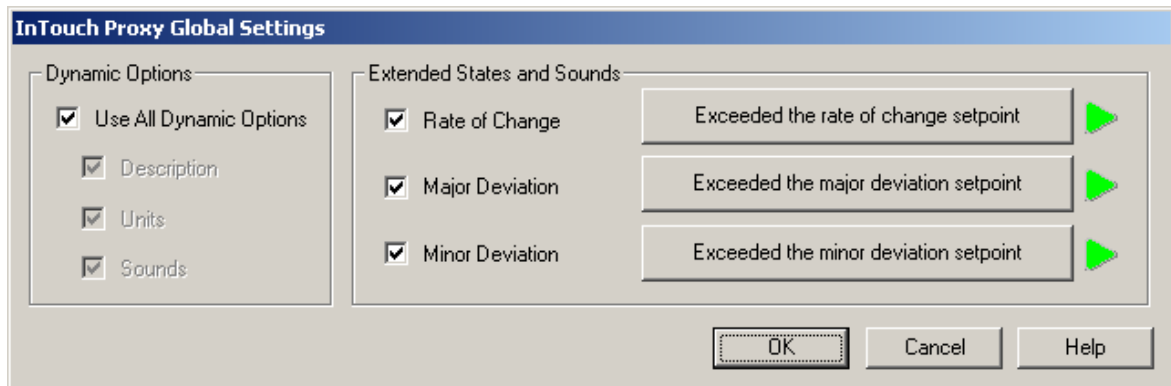 InTouch Proxy Global Settings
Dynamic Options
Use All Dynamic Options
Description
Units
Sounds
Extended States and Sounds
Rate of Change
Exceeded the rate of change setpoint
Major Deviation
Exceeded the major deviation setpoint
Minor Deviation
Exceeded the minor deviation setpoint
OK
Cancel
Help